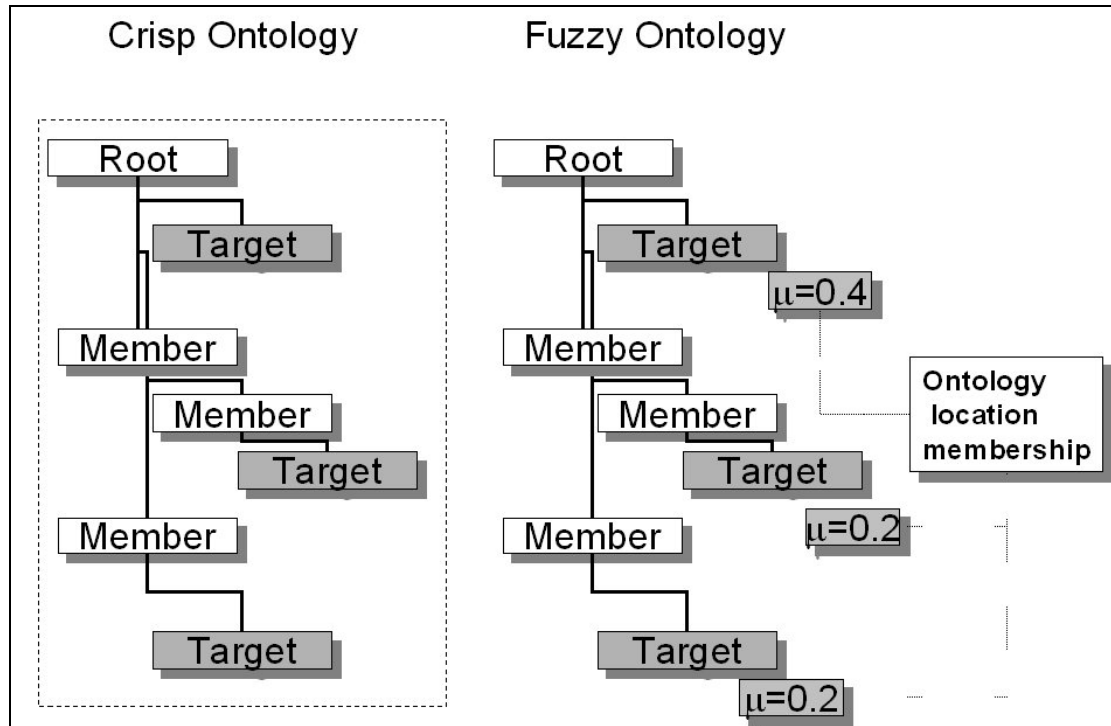 Crisp Ontology
Fuzzy Ontology
Root
Target
Member
Member
Target
Member
Target
Root
Target
μ=0.4
Member
Member
Target
μ=0.2
Member
Target
μ=0.2
Ontology
location
membership